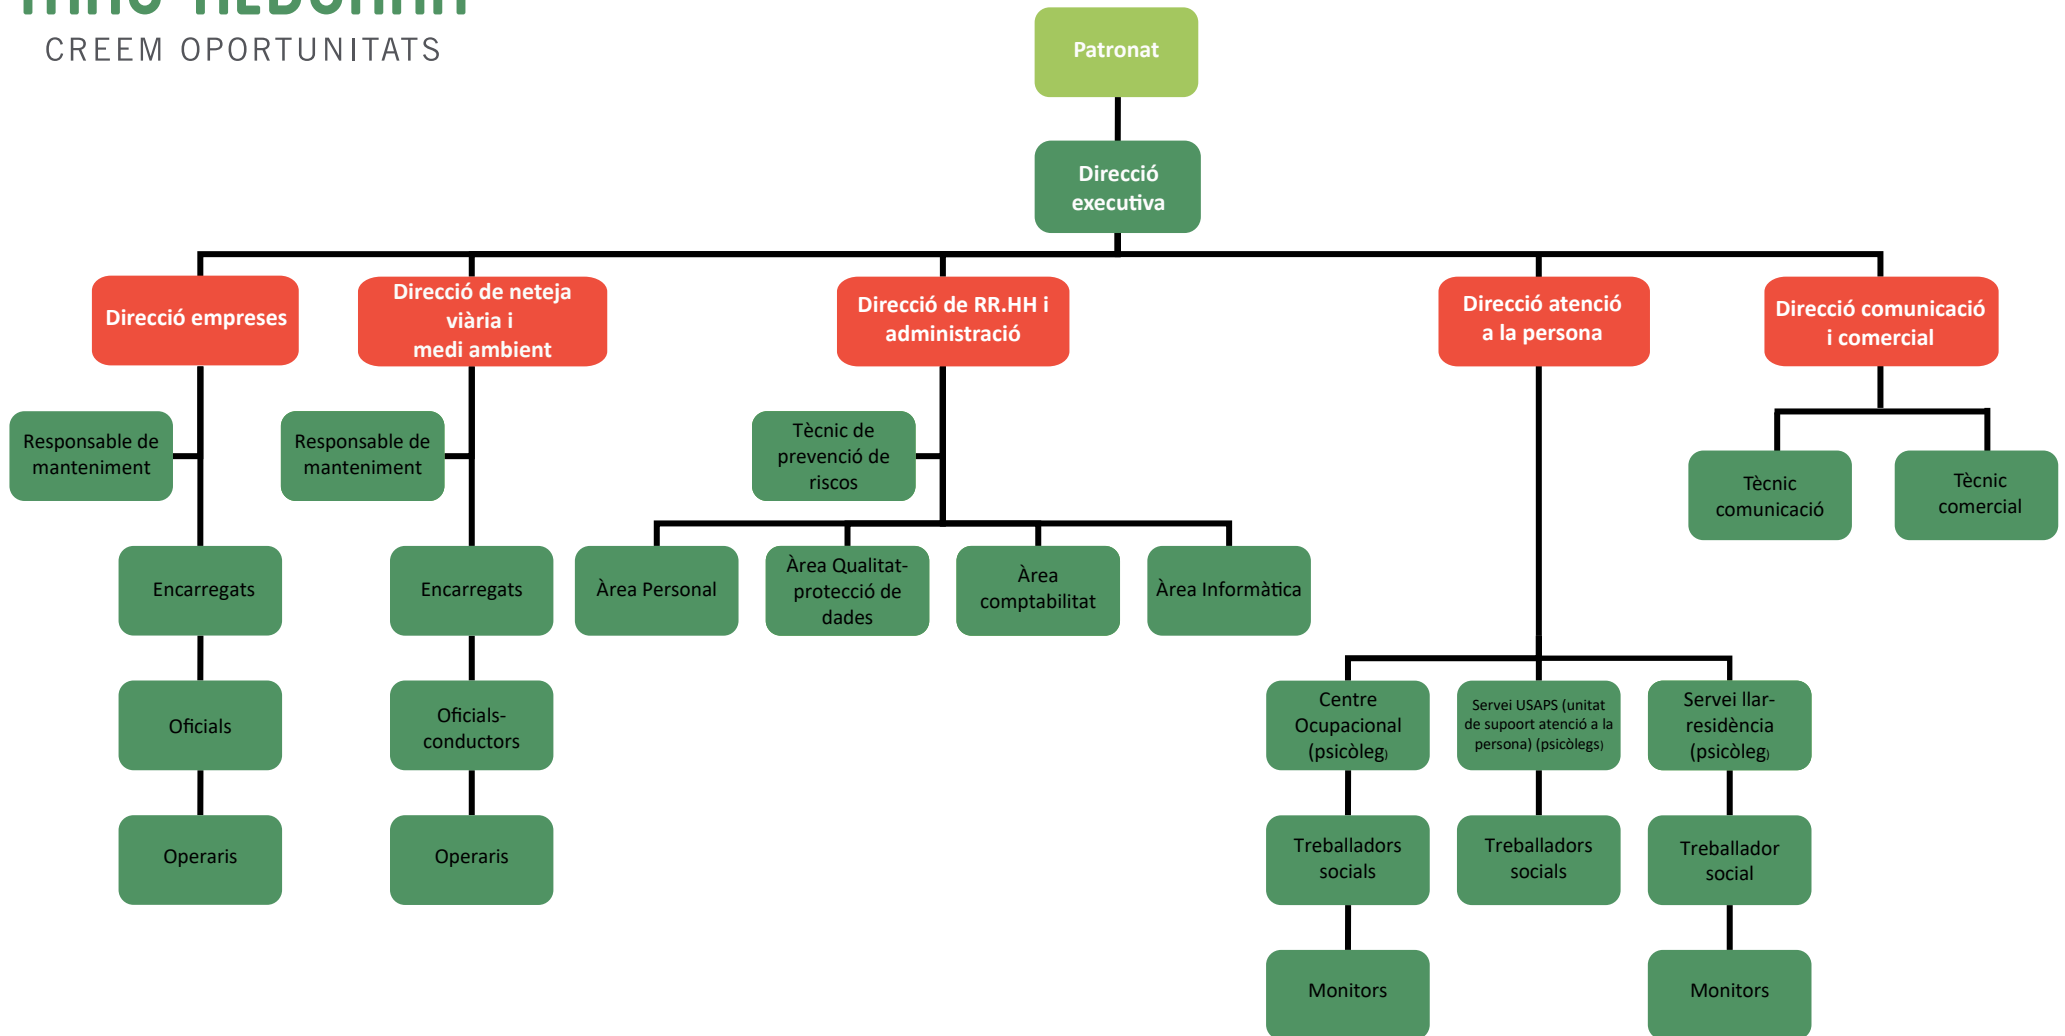 CREEM OPORTUNITATS
Patronat
Direcció
executiva
Direcció empreses
Direcció de neteja
viària i
medi ambient
Direcció de RR.HH i
administració
Direcció atenció
a la persona
Direcció comunicació
i comercial
Responsable de
manteniment
Responsable de
manteniment
Tècnic de
prevenció de
riscos
Tècnic
comunicació
Tècnic
comercial
Encarregats
Encarregats
Àrea Personal
Àrea Qualitat-
protecció de
dades
Àrea
comptabilitat
Àrea Informàtica
Oficials
Oficials-
conductors
Centre
Ocupacional
(psicòleg)
Servei USAPS (unitat
de supoort atenció a la
persona) (psicòlegs)
Servei llar-
residència
(psicòleg)
Operaris
Operaris
Treballadors
socials
Treballadors
socials
Treballador
social
Monitors
Monitors